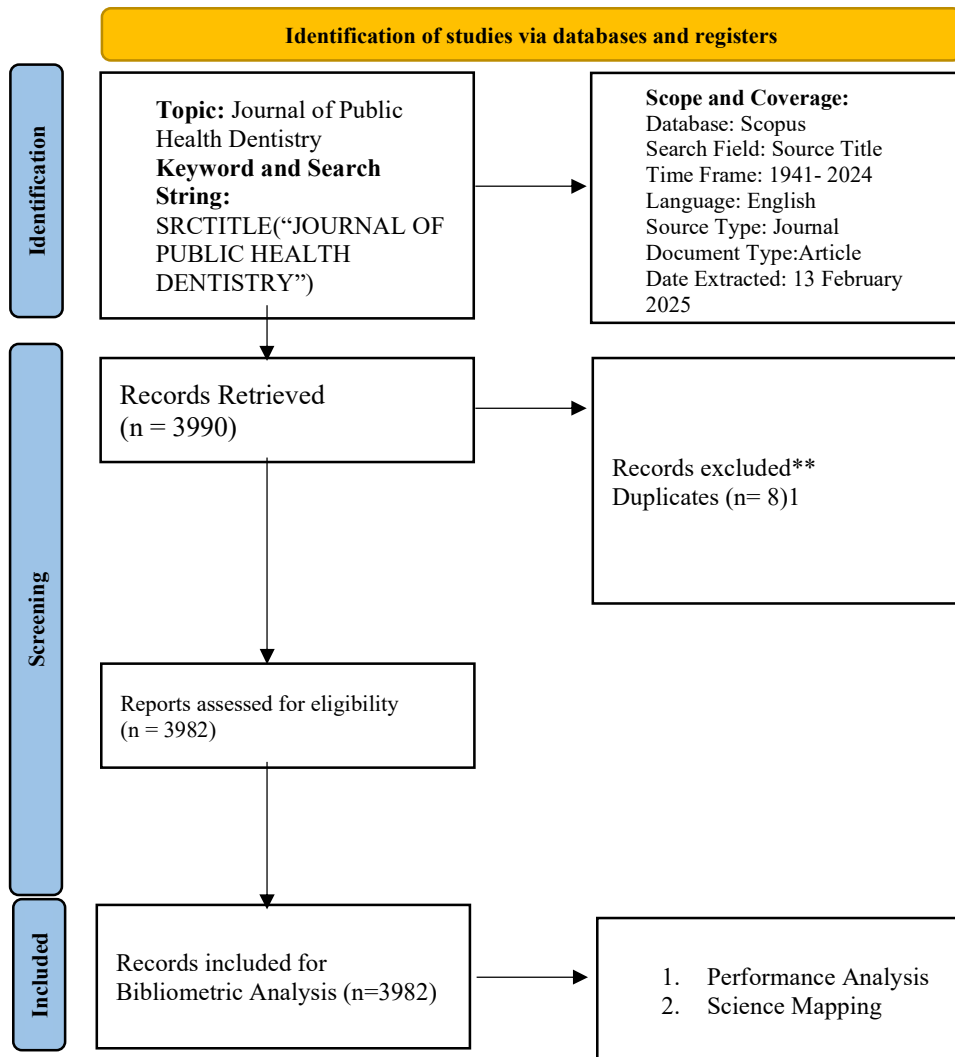 Identification of studies via databases and registers
Identification
Topic: Journal of Public
Health Dentistry
Keyword and Search
String:
SRCTITLE(“JOURNAL OF
PUBLIC HEALTH
DENTISTRY”)
Scope and Coverage:
Database: Scopus
Search Field: Source Title
Time Frame: 1941- 2024
Language: English
Source Type: Journal
Document Type:Article
Date Extracted: 13 February
2025
Screening
Records Retrieved
(n = 3990)
Records excluded**
Duplicates (n= 8)1
Reports assessed for eligibility
(n = 3982)
Included
Records included for
Bibliometric Analysis (n=3982)
1. Performance Analysis
2. Science Mapping